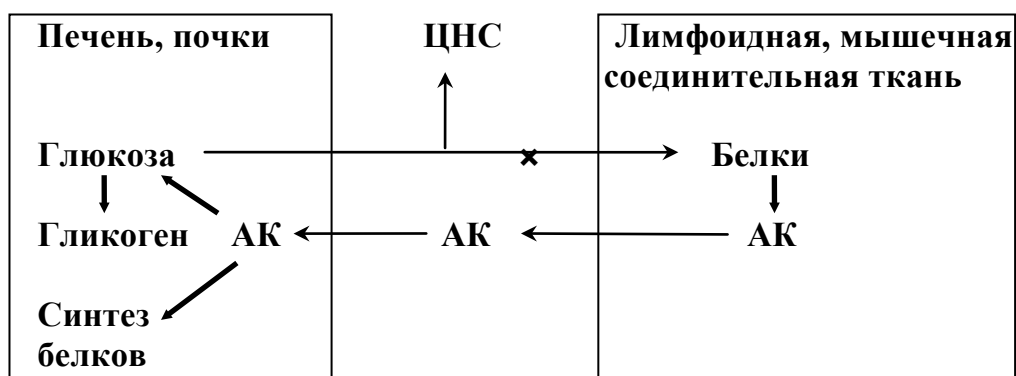 Печень, почки ЦНС Лимфоидная, мышечная
соединительная ткань
Глюкоза Белки
Гликоген АК АК АК
Синтез
белков